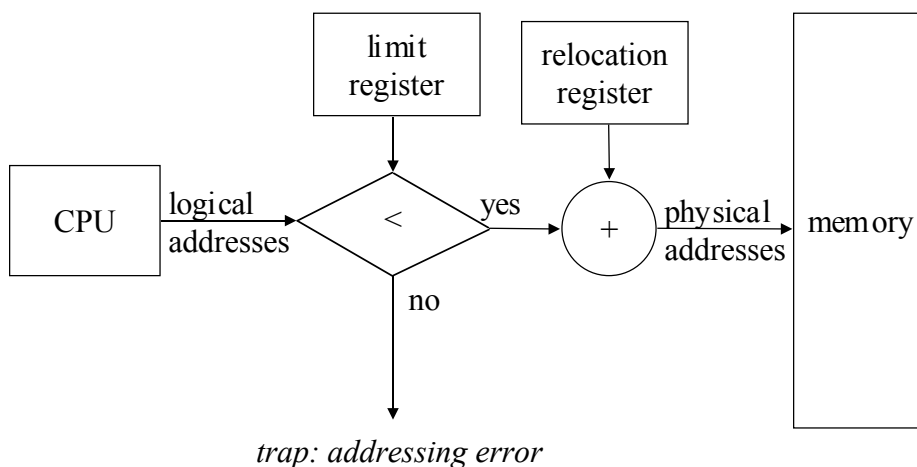 limit
register
relocation
register
CPU
logical
addresses
<
yes
+
physical
addresses
memory
no
trap: addressing error